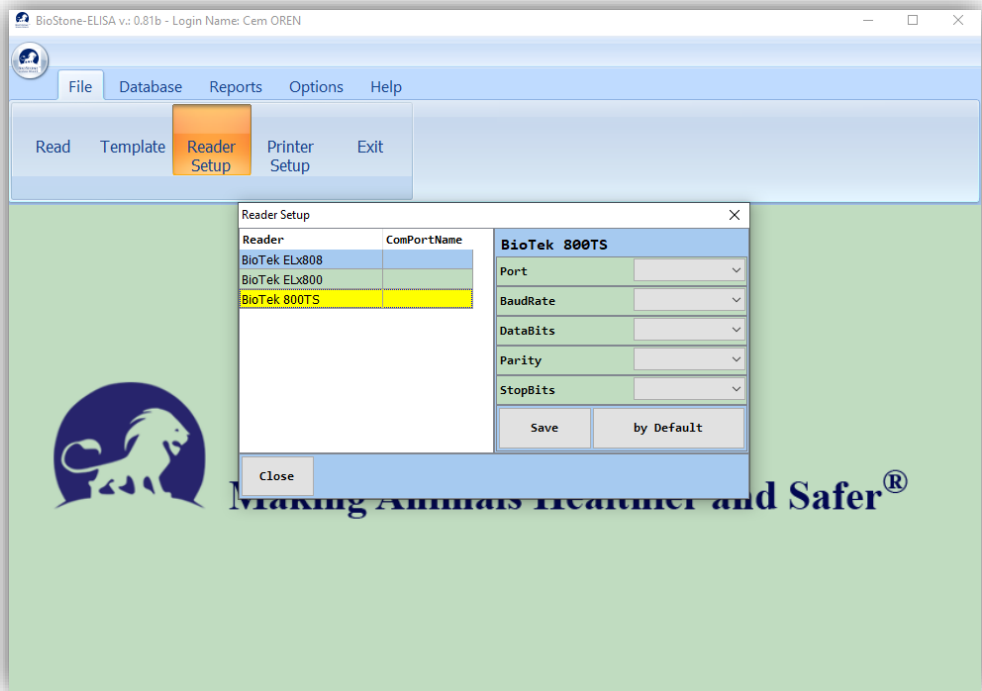 BioStone-ELISA v.: 0.81b - Login Name: Cem OREN
File Database Reports Options Help
Read Template Reader Setup Printer Setup Exit
Reader Setup
Reader ComPortName
BioTek ELx808
BioTek ELx800
BioTek 800TS
BioTek 800TS
Port
BaudRate
DataBits
Parity
StopBits
Save by Default
Close
Making Animals Healthier and Safer®